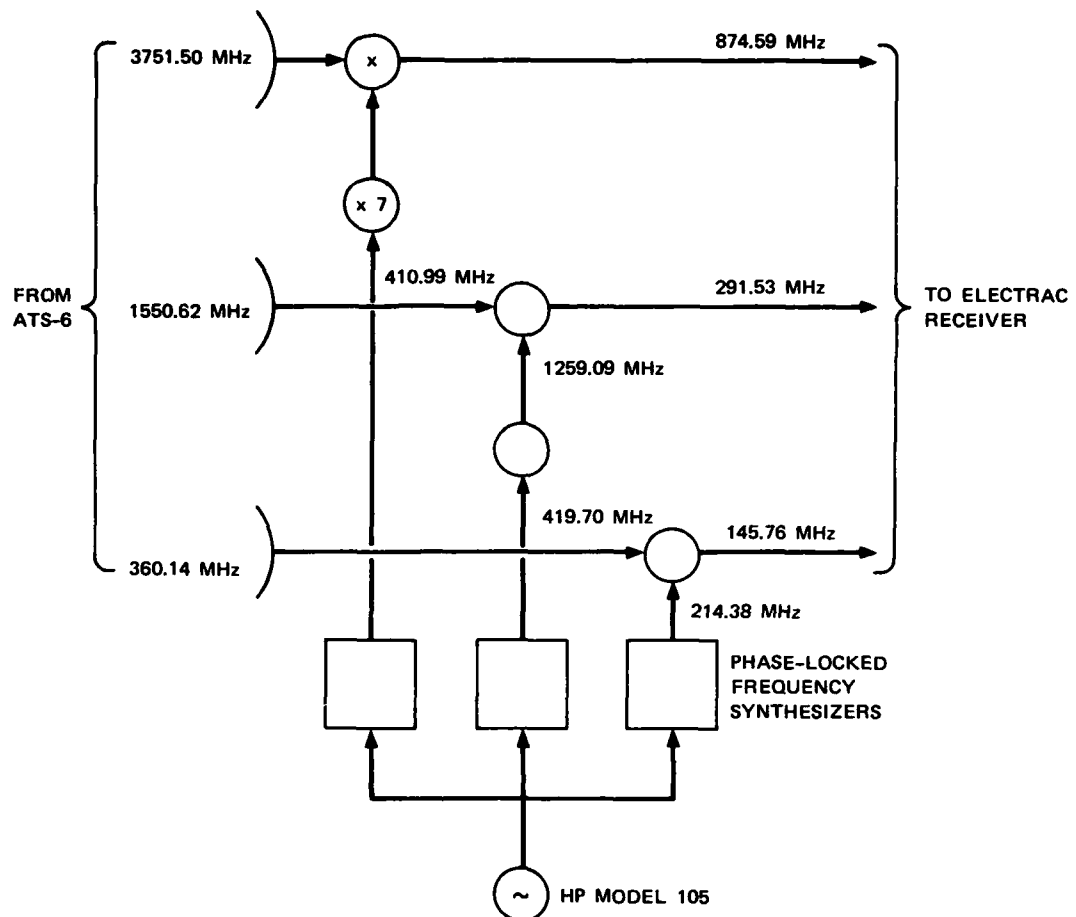 3751.50 MHz
874.59 MHz
x
x 7
410.99 MHz
291.53 MHz
FROM
ATS-6
1550.62 MHz
TO ELECTRAC
RECEIVER
1259.09 MHz
419.70 MHz
145.76 MHz
360.14 MHz
214.38 MHz
PHASE-LOCKED
FREQUENCY
SYNTHESIZERS
~
HP MODEL 105